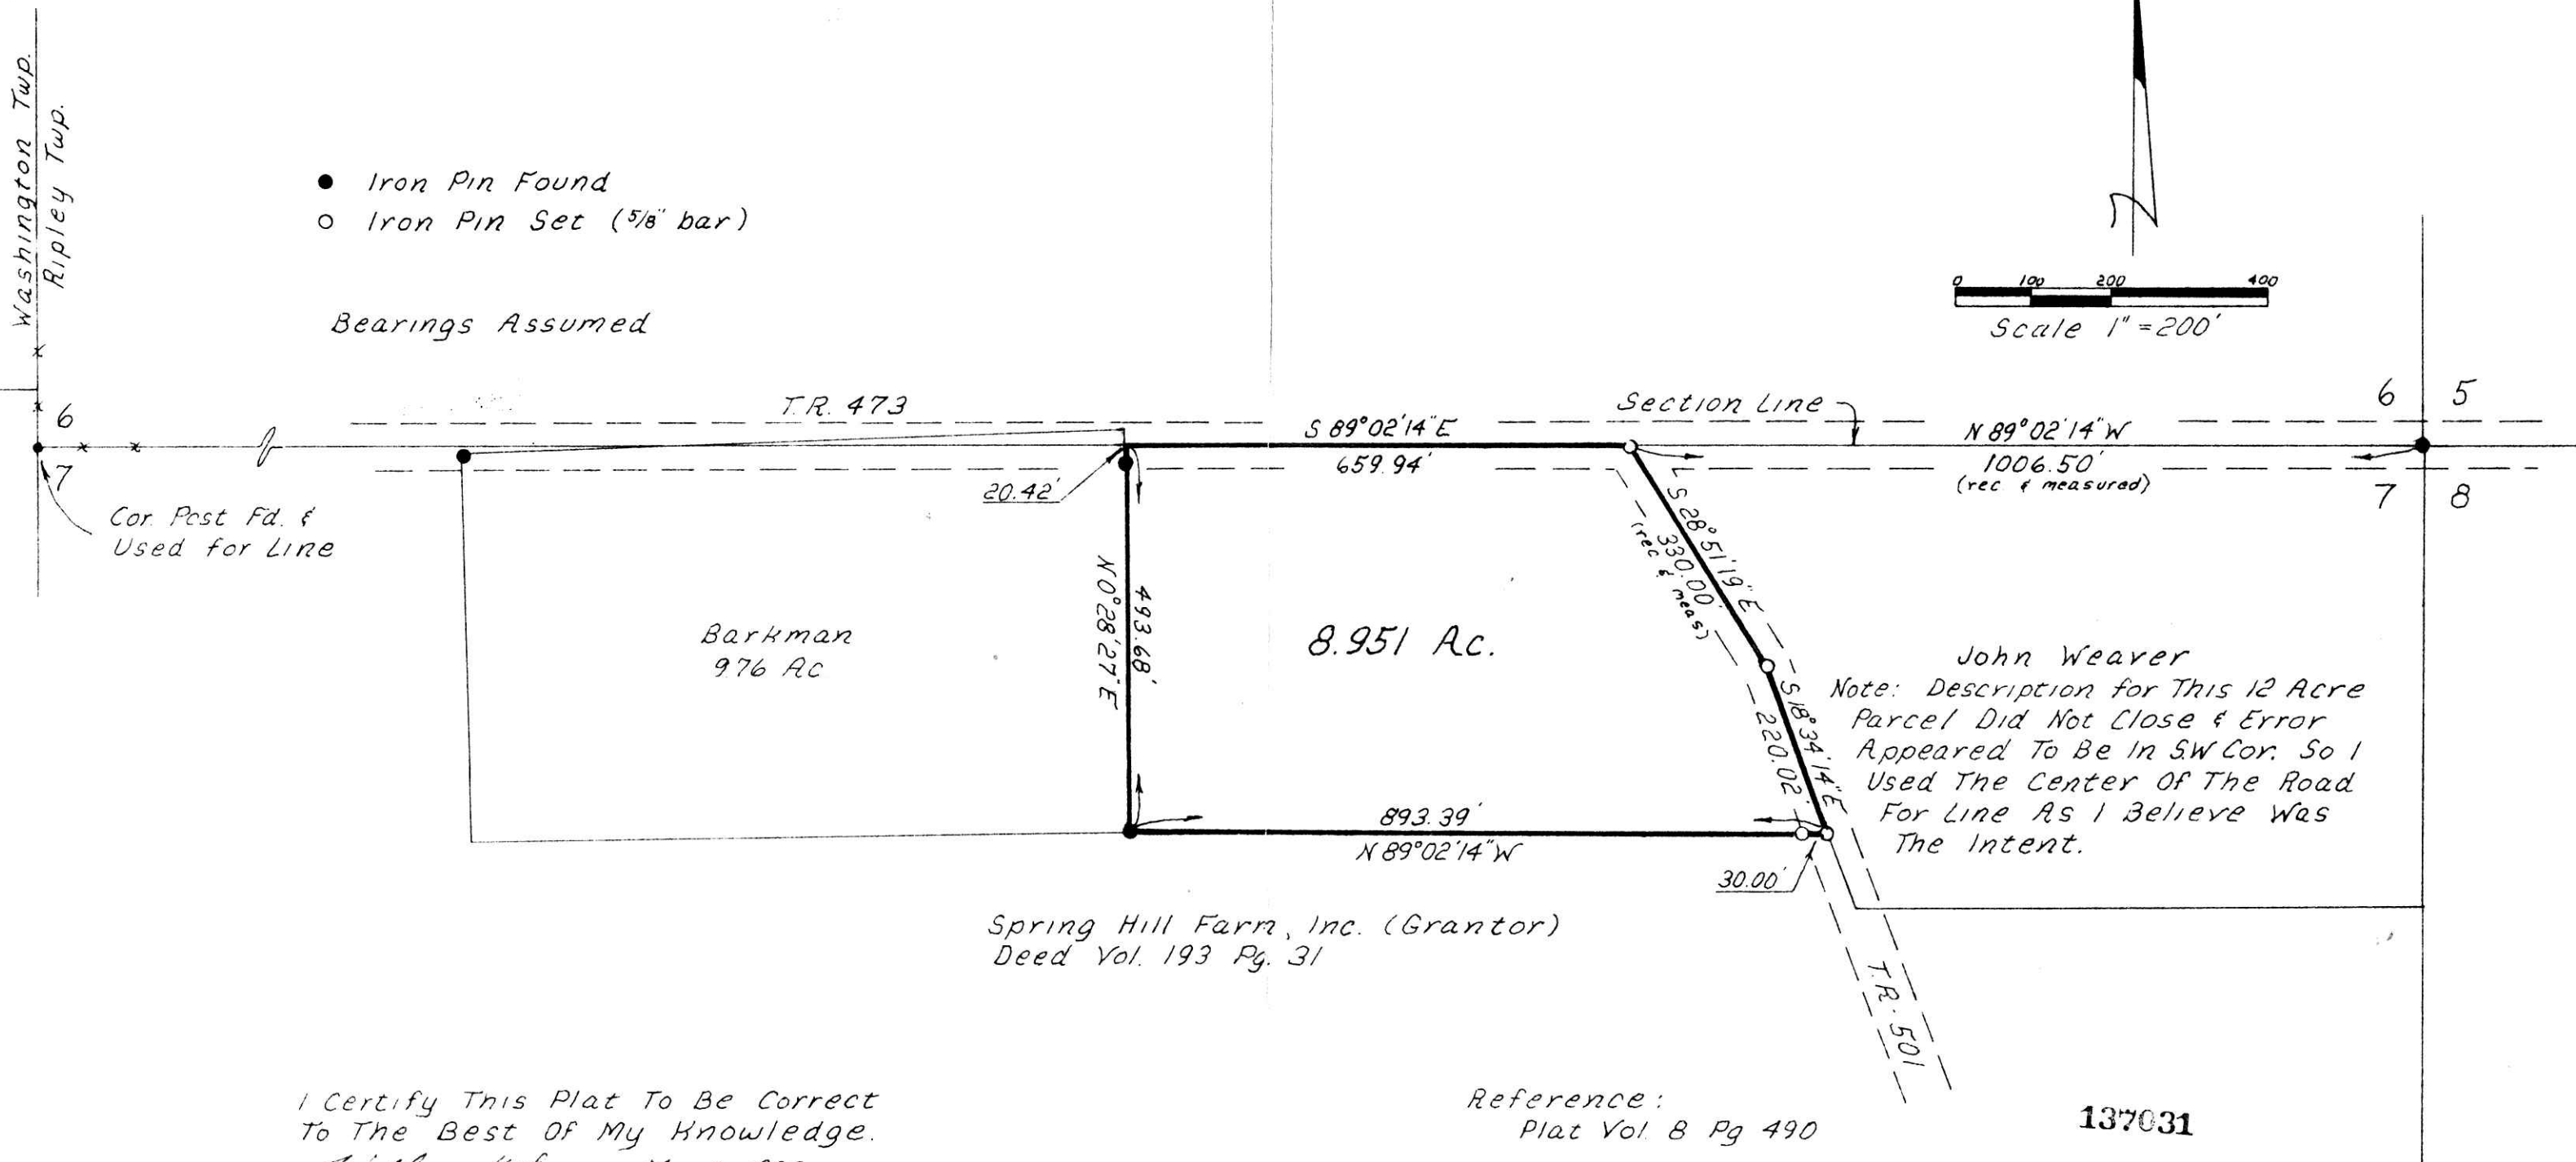 Washington Twp.
Ripley Twp.
● Iron Pin Found
○ Iron Pin Set (5/8" bar)
Bearings Assumed
0 100 200 400
Scale 1"=200'
6
7
Cor. Post Fd. &
Used for Line
T.R. 473
S 89°02'14"E
659.94'
20.42'
Section Line
N 89°02'14"W
1006.50'
(rec & measured)
6 5
7 8
S 28°51'19"E
330.00'
(rec & meas)
N 0°28'27"E
493.68'
Barkman
9.76 Ac
8.951 Ac.
S 18°34'14"E
220.02'
John Weaver
Note: Description for This 12 Acre
Parcel Did Not Close & Error
Appeared To Be In S.W Cor. So I
Used The Center Of The Road
For Line As I Believe Was
The Intent.
893.39'
N 89°02'14"W
30.00'
Spring Hill Farm, Inc. (Grantor)
Deed Vol. 193 Pg. 31
T.R. 501
I Certify This Plat To Be Correct
To The Best Of My Knowledge.
Reference:
Plat Vol. 8 Pg 490
137031